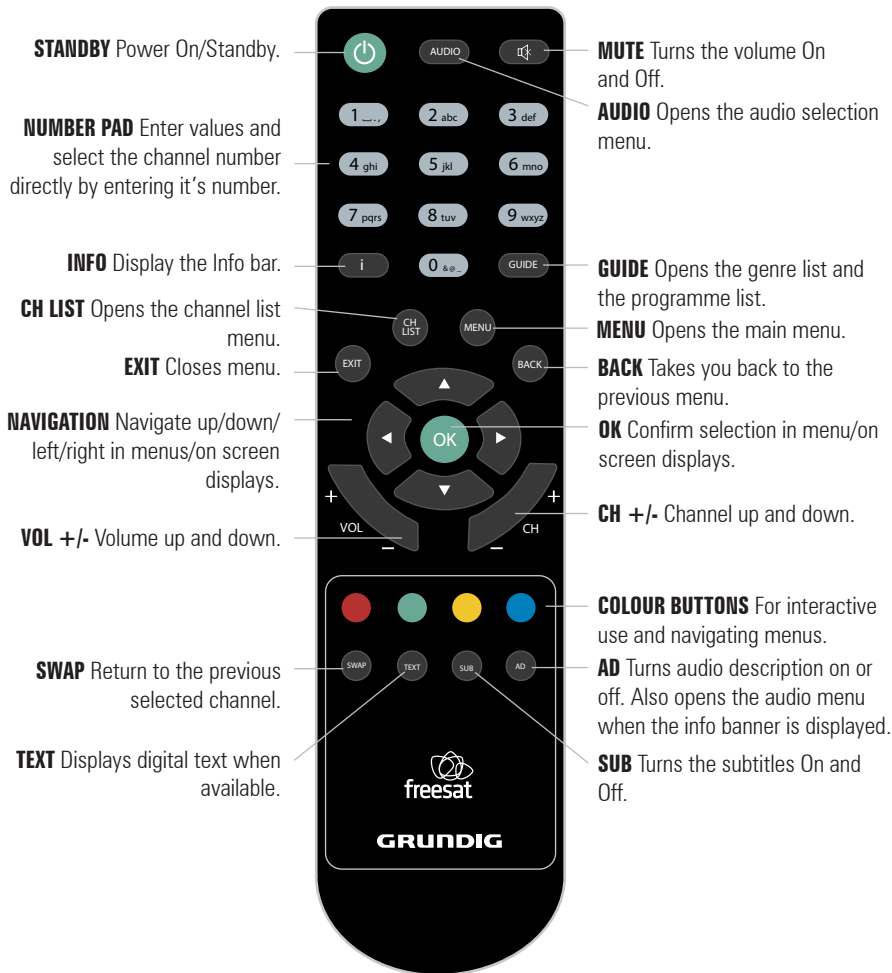 STANDBY Power On/Standby.
NUMBER PAD Enter values and
select the channel number
directly by entering it's number.
INFO Display the Info bar.
CH LIST Opens the channel list
menu.
EXIT Closes menu.
NAVIGATION Navigate up/down/
left/right in menus/on screen
displays.
VOL +/- Volume up and down.
SWAP Return to the previous
selected channel.
TEXT Displays digital text when
available.
AUDIO
1 ⎵.,
2 abc
3 def
4 ghi
5 jkl
6 mno
7 pqrs
8 tuv
9 wxyz
i
0 &@_
GUIDE
CH
LIST
MENU
EXIT
BACK
OK
+
VOL
−
+
CH
−
SWAP
TEXT
SUB
AD
freesat
GRUNDIG
MUTE Turns the volume On
and Off.
AUDIO Opens the audio selection
menu.
GUIDE Opens the genre list and
the programme list.
MENU Opens the main menu.
BACK Takes you back to the
previous menu.
OK Confirm selection in menu/on
screen displays.
CH +/- Channel up and down.
COLOUR BUTTONS For interactive
use and navigating menus.
AD Turns audio description on or
off. Also opens the audio menu
when the info banner is displayed.
SUB Turns the subtitles On and
Off.